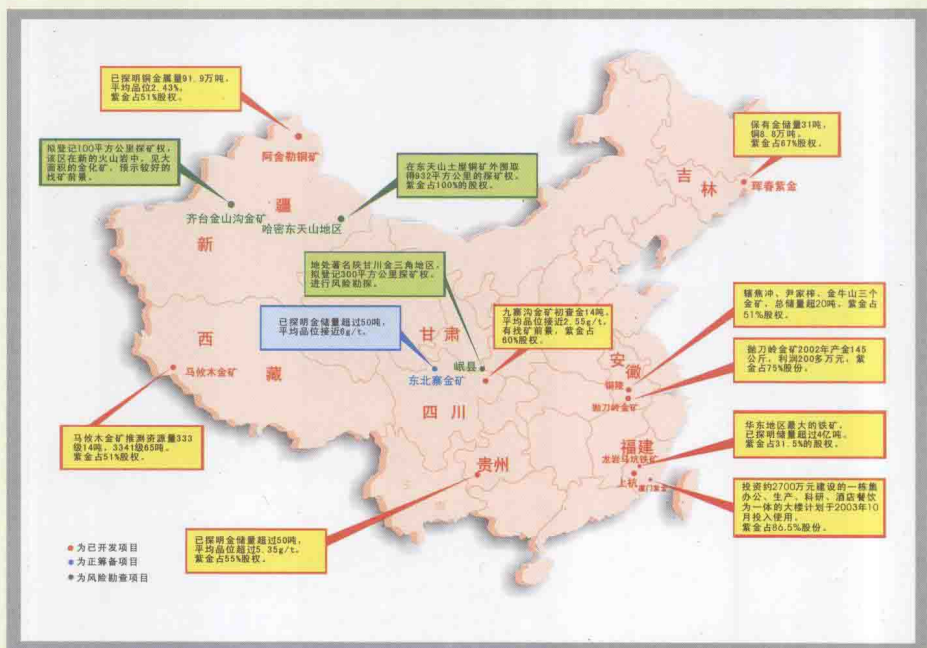 已探明铜金属量91.9万吨,
平均品位2.43%,
紫金占51%股权。
阿舍勒铜矿
拟登记100平方公里探矿权,
该区在新的火山岩中, 见大
面积的金化矿, 预示较好的
找矿前景。
齐台金山沟金矿
在东天山土屋铜矿外围取
得932平方公里的探矿权,
紫金占100%的股权。
哈密东天山地区
保有金储量31吨,
铜8.8万吨,
紫金占67%股权。
珲春紫金
吉林
新
疆
地处著名陕甘川金三角地区,
拟登记300平方公里探矿权,
进行风险勘探。
岷县
已探明金储量超过50吨,
平均品位接近6g/t。
东北寨金矿
九寨沟金矿初查金14吨,
平均品位接近2.55g/t,
有找矿前景, 紫金占
60%股权。
甘肃
四川
西
藏
马攸木金矿
马攸木金矿推测资源量333
级14吨, 3341级65吨。
紫金占51%股权。
辘焦冲、尹家榨、金牛山三个
金矿, 总储量超20吨, 紫金占
51%股权。
安徽
铜陵
抛刀岭金矿2002年产金145
公斤, 利润200多万元, 紫
金占75%股份。
抛刀岭金矿
华东地区最大的铁矿,
已探明储量超过4亿吨,
紫金占31.5%的股权。
福建
马坑铁矿
上杭
厦门紫金
投资约2700万元建设的一栋集
办公、生产、科研、酒店餐饮
为一体的大楼计划于2003年10
月投入使用。
紫金占86.5%股份。
贵州
已探明金储量超过50吨,
平均品位超过5.35g/t,
紫金占55%股权。
为已开发项目
为正筹备项目
为风险勘查项目